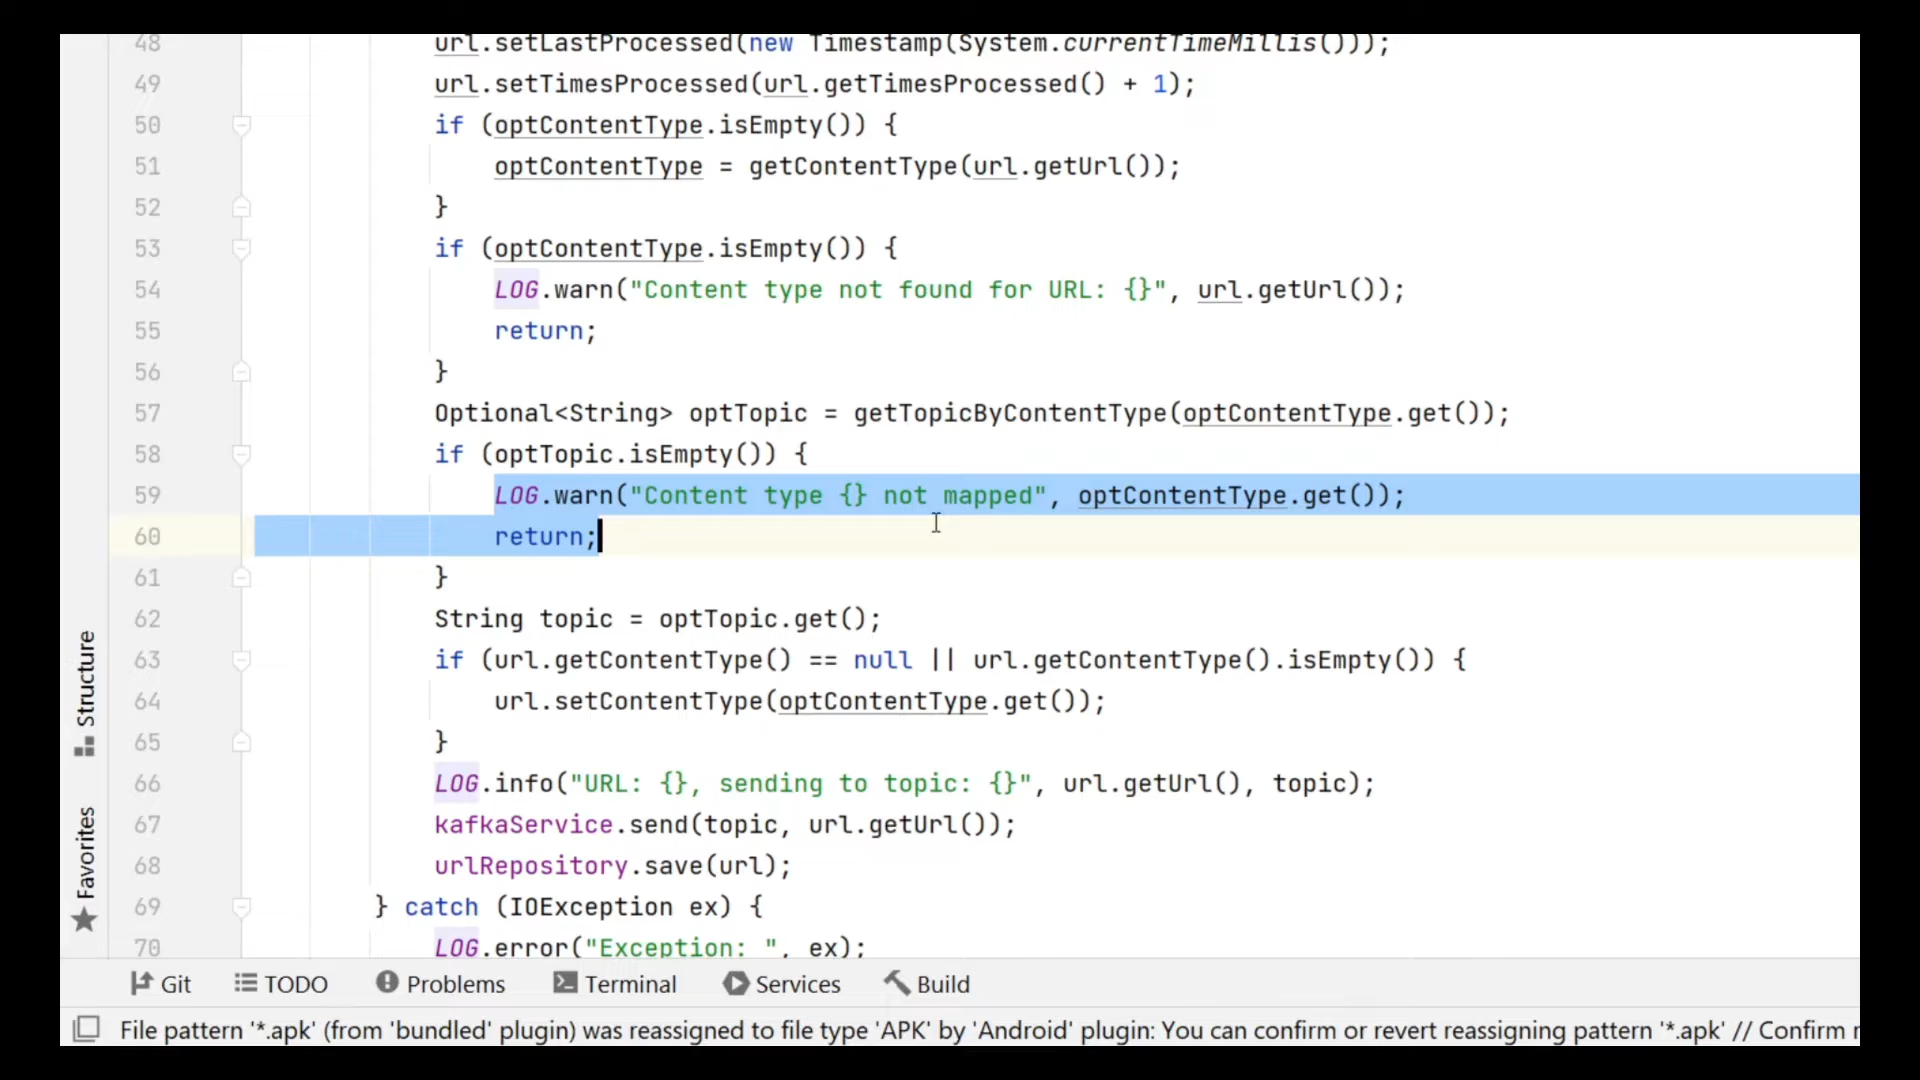 48 url.setLastProcessed(new Timestamp(System.currentTimeMillis()));
49 url.setTimesProcessed(url.getTimesProcessed() + 1);
50 if (optContentType.isEmpty()) {
51 optContentType = getContentType(url.getUrl());
52 }
53 if (optContentType.isEmpty()) {
54 LOG.warn("Content type not found for URL: {}", url.getUrl());
55 return;
56 }
57 Optional<String> optTopic = getTopicByContentType(optContentType.get());
58 if (optTopic.isEmpty()) {
59 LOG.warn("Content type {} not mapped", optContentType.get());
60 return;
61 }
62 String topic = optTopic.get();
63 if (url.getContentType() == null || url.getContentType().isEmpty()) {
64 url.setContentType(optContentType.get());
65 }
66 LOG.info("URL: {}, sending to topic: {}", url.getUrl(), topic);
67 kafkaService.send(topic, url.getUrl());
68 urlRepository.save(url);
69 } catch (IOException ex) {
70 LOG.error("Exception: ", ex);
Structure
Favorites
Git TODO Problems Terminal Services Build
File pattern '*.apk' (from 'bundled' plugin) was reassigned to file type 'APK' by 'Android' plugin: You can confirm or revert reassigning pattern '*.apk' // Confirm